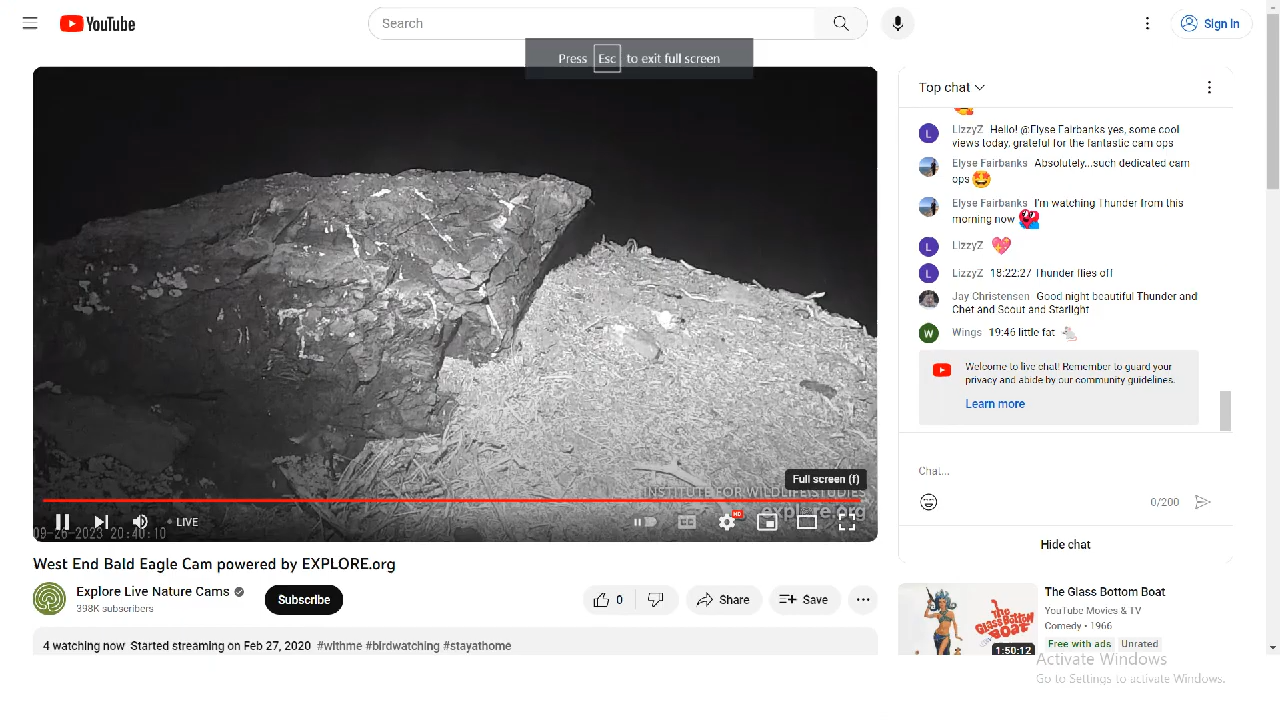 YouTube
Search
Sign in
Press Esc to exit full screen
Top chat
LizzyZ Hello! @Elyse Fairbanks yes, some cool
views today, grateful for the fantastic cam ops
Elyse Fairbanks Absolutely...such dedicated cam
ops
Elyse Fairbanks I'm watching Thunder from this
morning now
LizzyZ
LizzyZ 18:22:27 Thunder flies off
Jay Christensen Good night beautiful Thunder and
Chet and Scout and Starlight
Wings 19:46 little fat
Welcome to live chat! Remember to guard your
privacy and abide by our community guidelines.
Learn more
Chat...
0/200
Hide chat
Full screen (f)
INSTITUTE FOR WILDLIFE STUDIES
explore.org
LIVE
CC
HD
09-26-2023 20:40:10
West End Bald Eagle Cam powered by EXPLORE.org
Explore Live Nature Cams
398K subscribers
Subscribe
0
Share
Save
4 watching now Started streaming on Feb 27, 2020 #withme #birdwatching #stayathome
The Glass Bottom Boat
1:50:12
The Glass Bottom Boat
YouTube Movies & TV
Comedy • 1966
Free with ads Unrated
Activate Windows
Go to Settings to activate Windows.